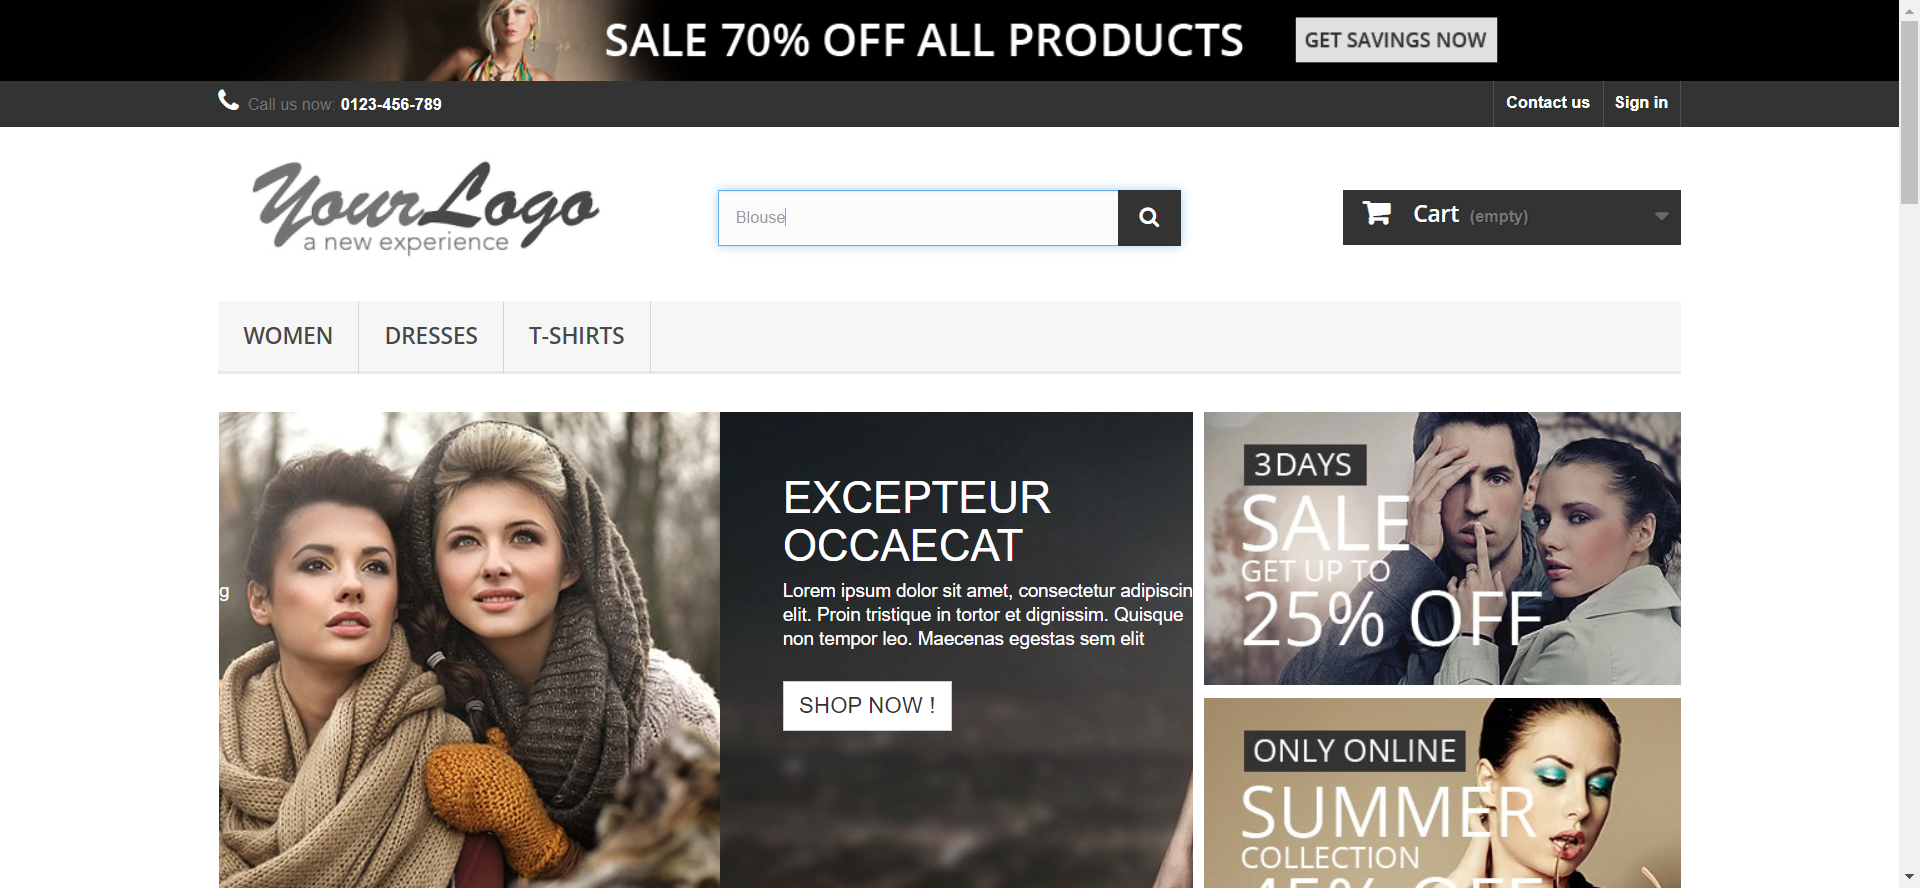 SALE 70% OFF ALL PRODUCTS
GET SAVINGS NOW
Call us now: 0123-456-789
Contact us
Sign in
YourLogo
a new experience
Blouse
Cart (empty)
WOMEN
DRESSES
T-SHIRTS
EXCEPTEUR
OCCAECAT
Lorem ipsum dolor sit amet, consectetur adipiscin
g
elit. Proin tristique in tortor et dignissim. Quisque
non tempor leo. Maecenas egestas sem elit
SHOP NOW !
3 DAYS
SALE
GET UP TO
25% OFF
ONLY ONLINE
SUMMER
COLLECTION
45% OFF